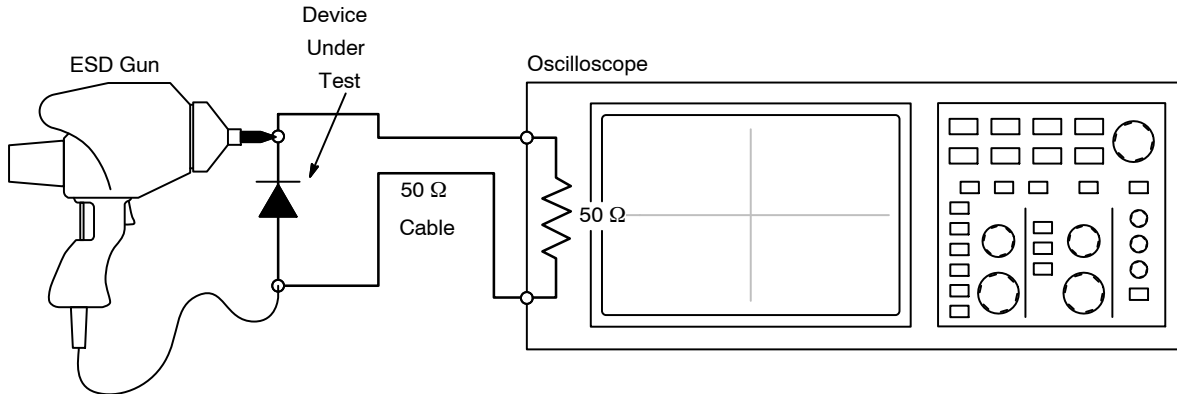 Device
Under
Test
ESD Gun
Oscilloscope
50 Ω
Cable
50 Ω